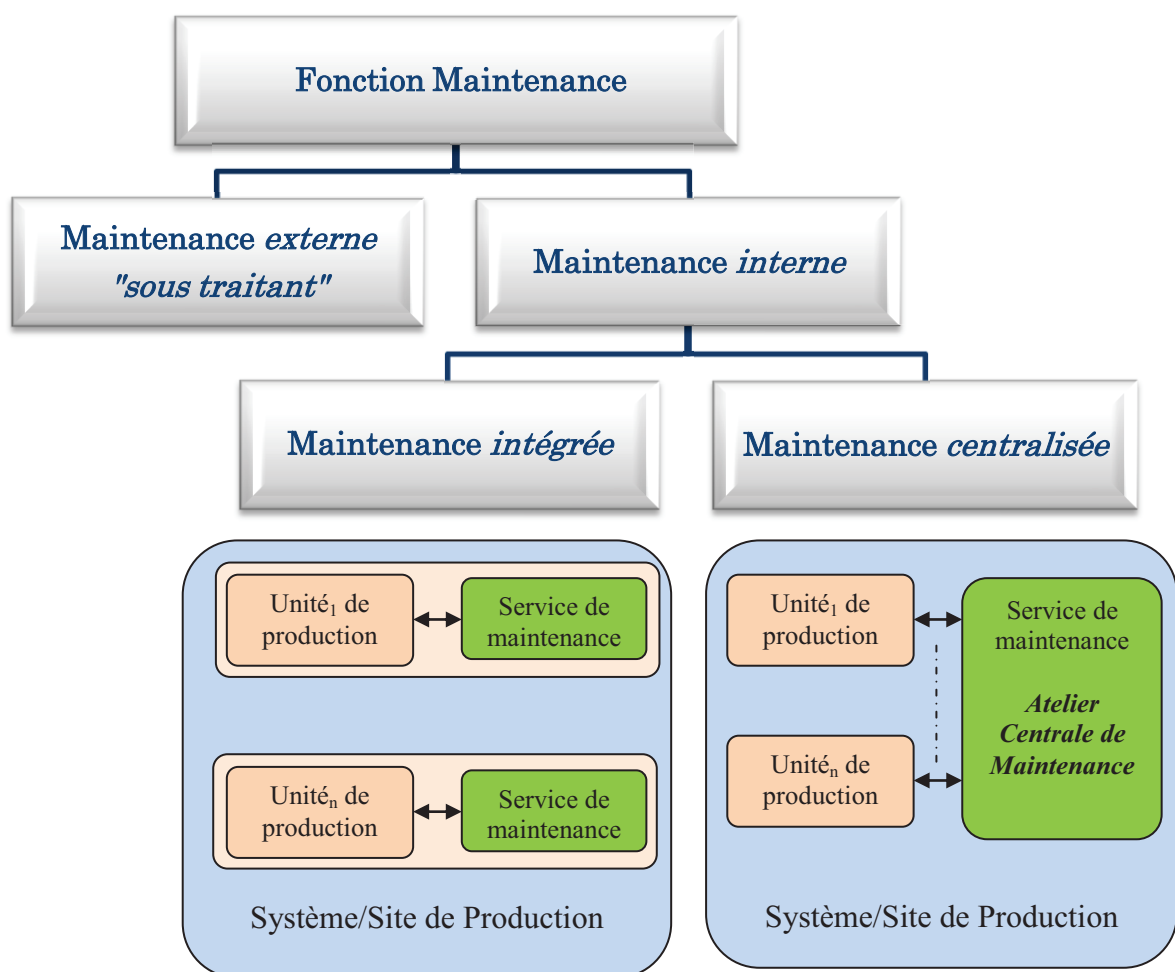 Fonction Maintenance
Maintenance externe
"sous traitant"
Maintenance interne
Maintenance intégrée
Maintenance centralisée
Unité₁ de
production
Service de
maintenance
Unitéₙ de
production
Service de
maintenance
Système/Site de Production
Unité₁ de
production
Service de
maintenance
Atelier
Centrale de
Maintenance
Unitéₙ de
production
Système/Site de Production